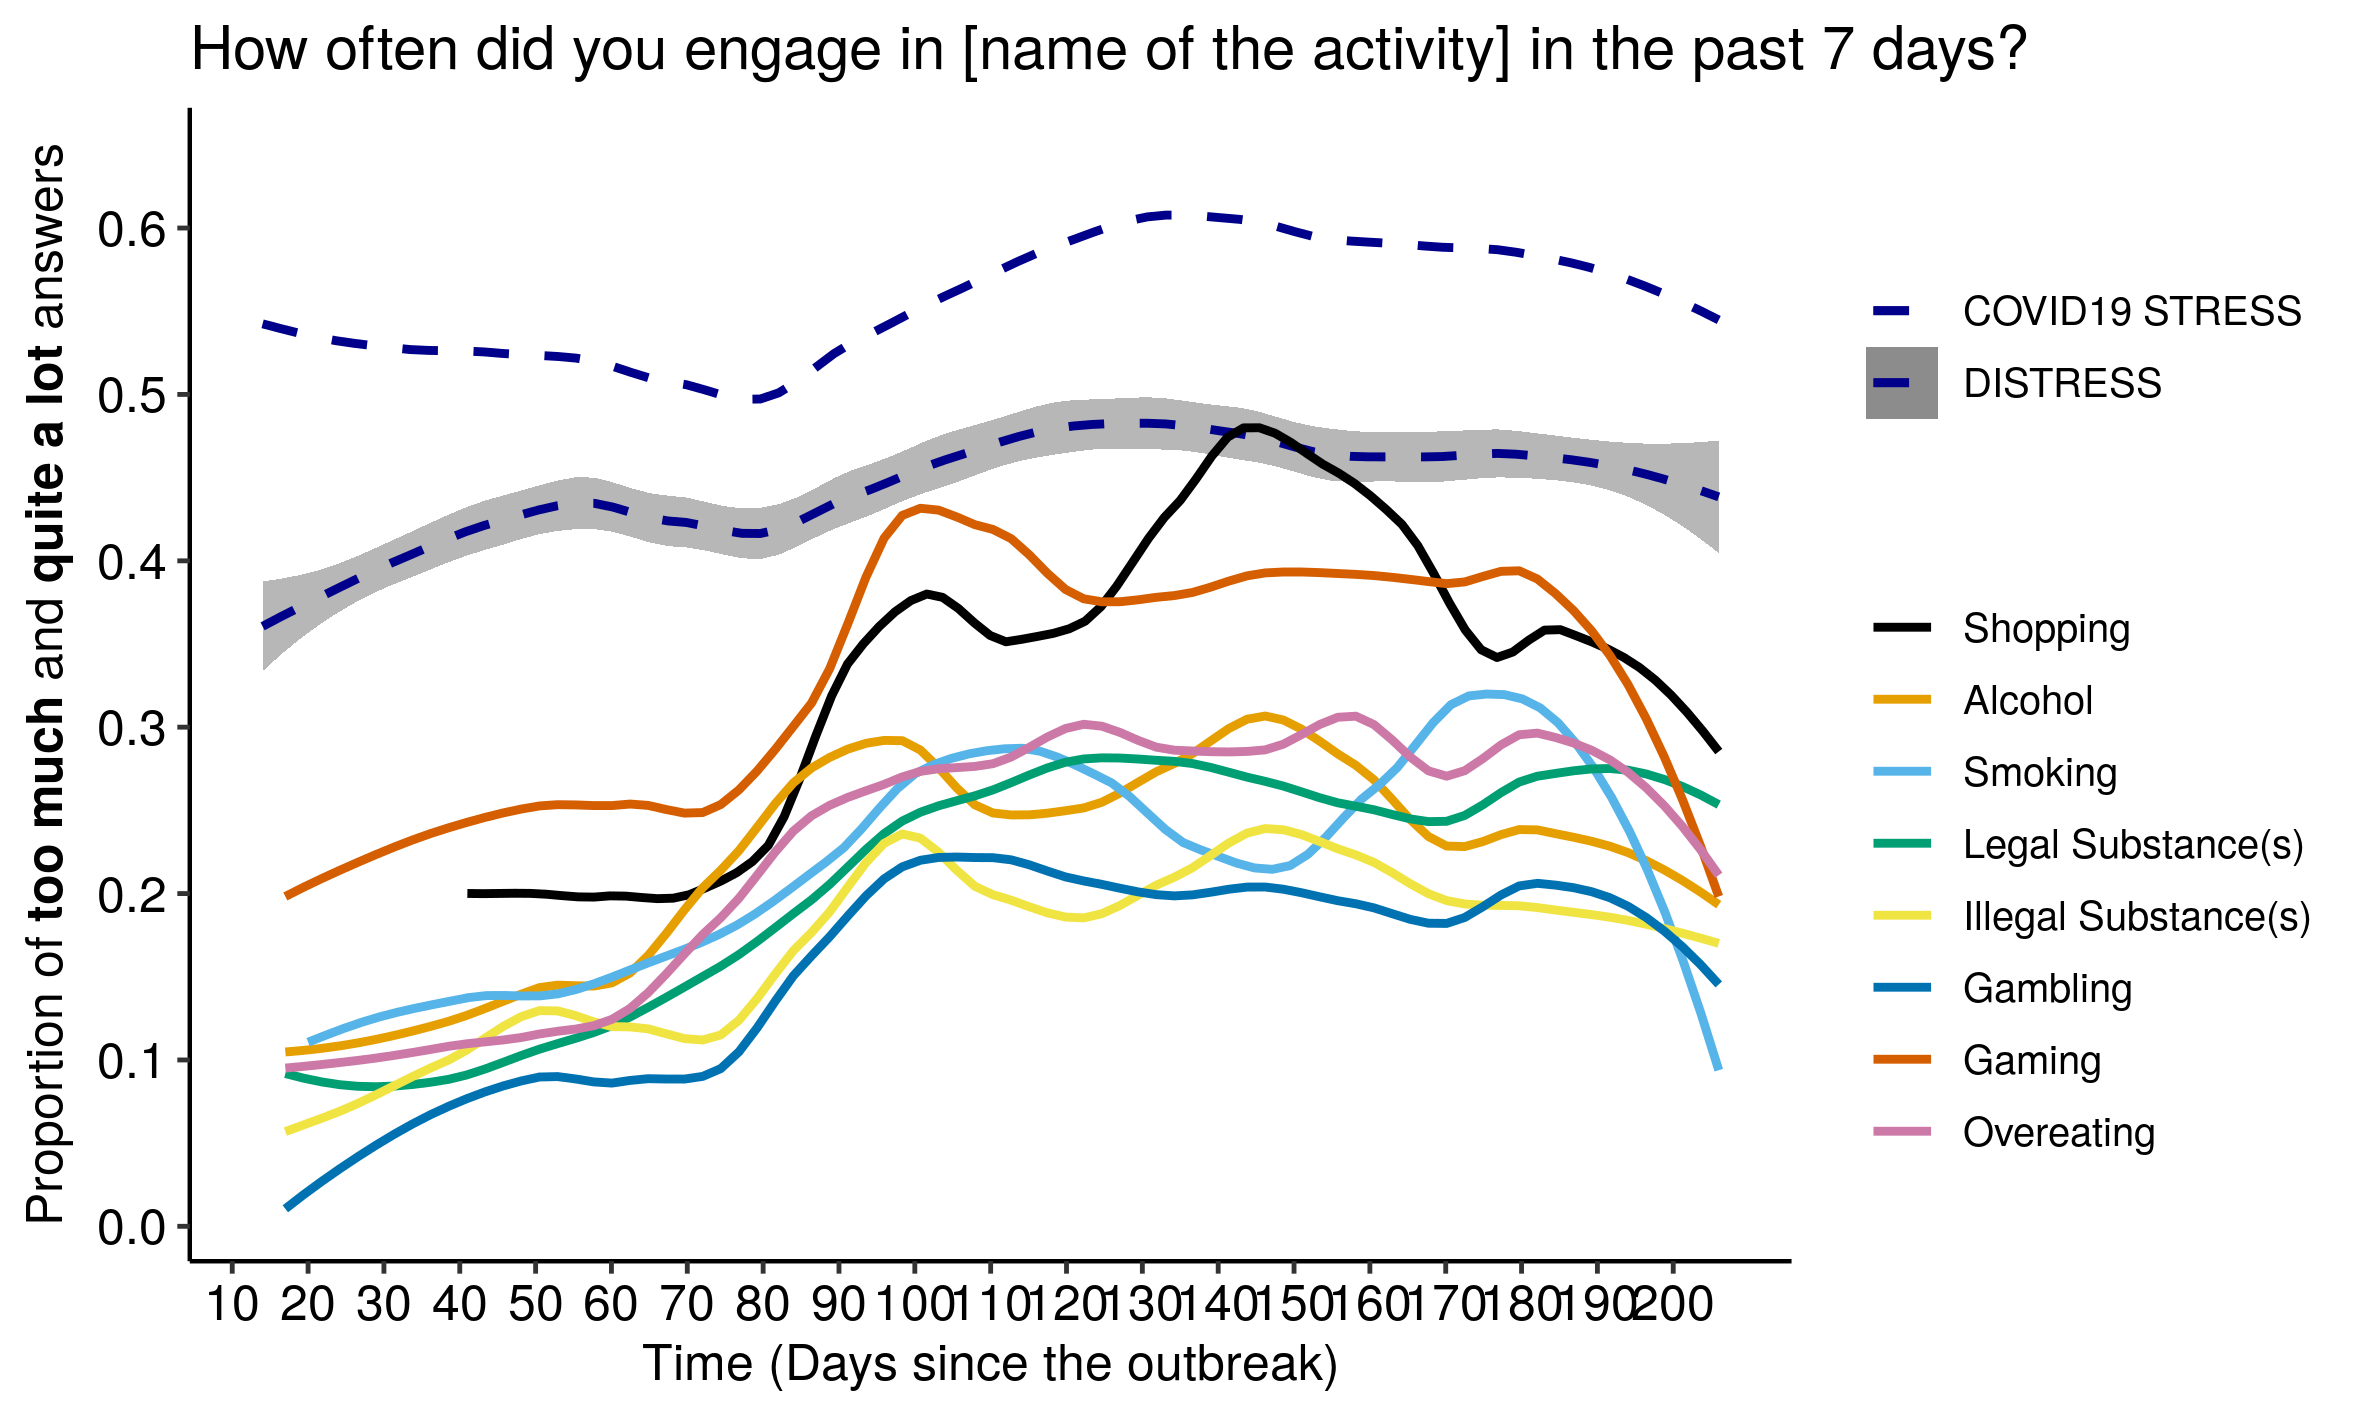 How often did you engage in [name of the activity] in the past 7 days?
Proportion of too much and quite a lot answers
0.6
0.5
0.4
0.3
0.2
0.1
0.0
10 20 30 40 50 60 70 80 90 100 110 120 130 140 150 160 170 180 190 200
Time (Days since the outbreak)
COVID19 STRESS
DISTRESS
Shopping
Alcohol
Smoking
Legal Substance(s)
Illegal Substance(s)
Gambling
Gaming
Overeating